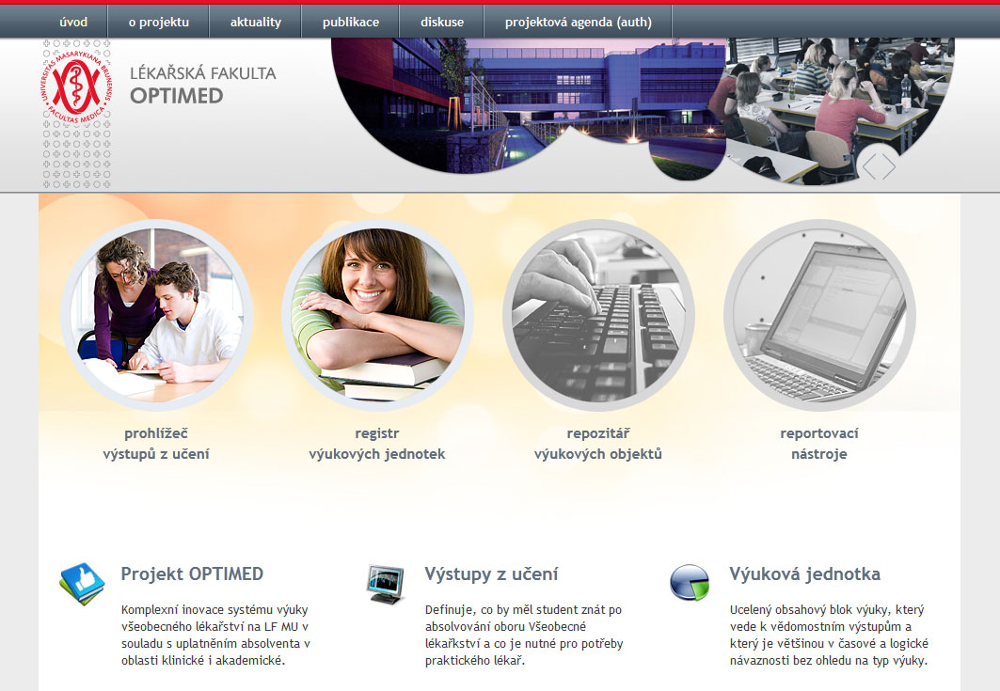 úvod
o projektu
aktuality
publikace
diskuse
projektová agenda (auth)
UNIVERSITAS MASARYKIANA BRUNENSIS
• FACULTAS MEDICA •
LÉKAŘSKÁ FAKULTA
OPTIMED
prohlížeč
výstupů z učení
registr
výukových jednotek
repozitář
výukových objektů
reportovací
nástroje
Projekt OPTIMED
Komplexní inovace systému výuky
všeobecného lékařství na LF MU v
souladu s uplatněním absolventa v
oblasti klinické i akademické.
Výstupy z učení
Definuje, co by měl student znát po
absolvování oboru Všeobecné
lékařkství a co je nutné pro potřeby
praktického lékař.
Výuková jednotka
Ucelený obsahový blok výuky, který
vede k vědomostním výstupům a
který je většinou v časové a logické
návaznosti bez ohledu na typ výuky.